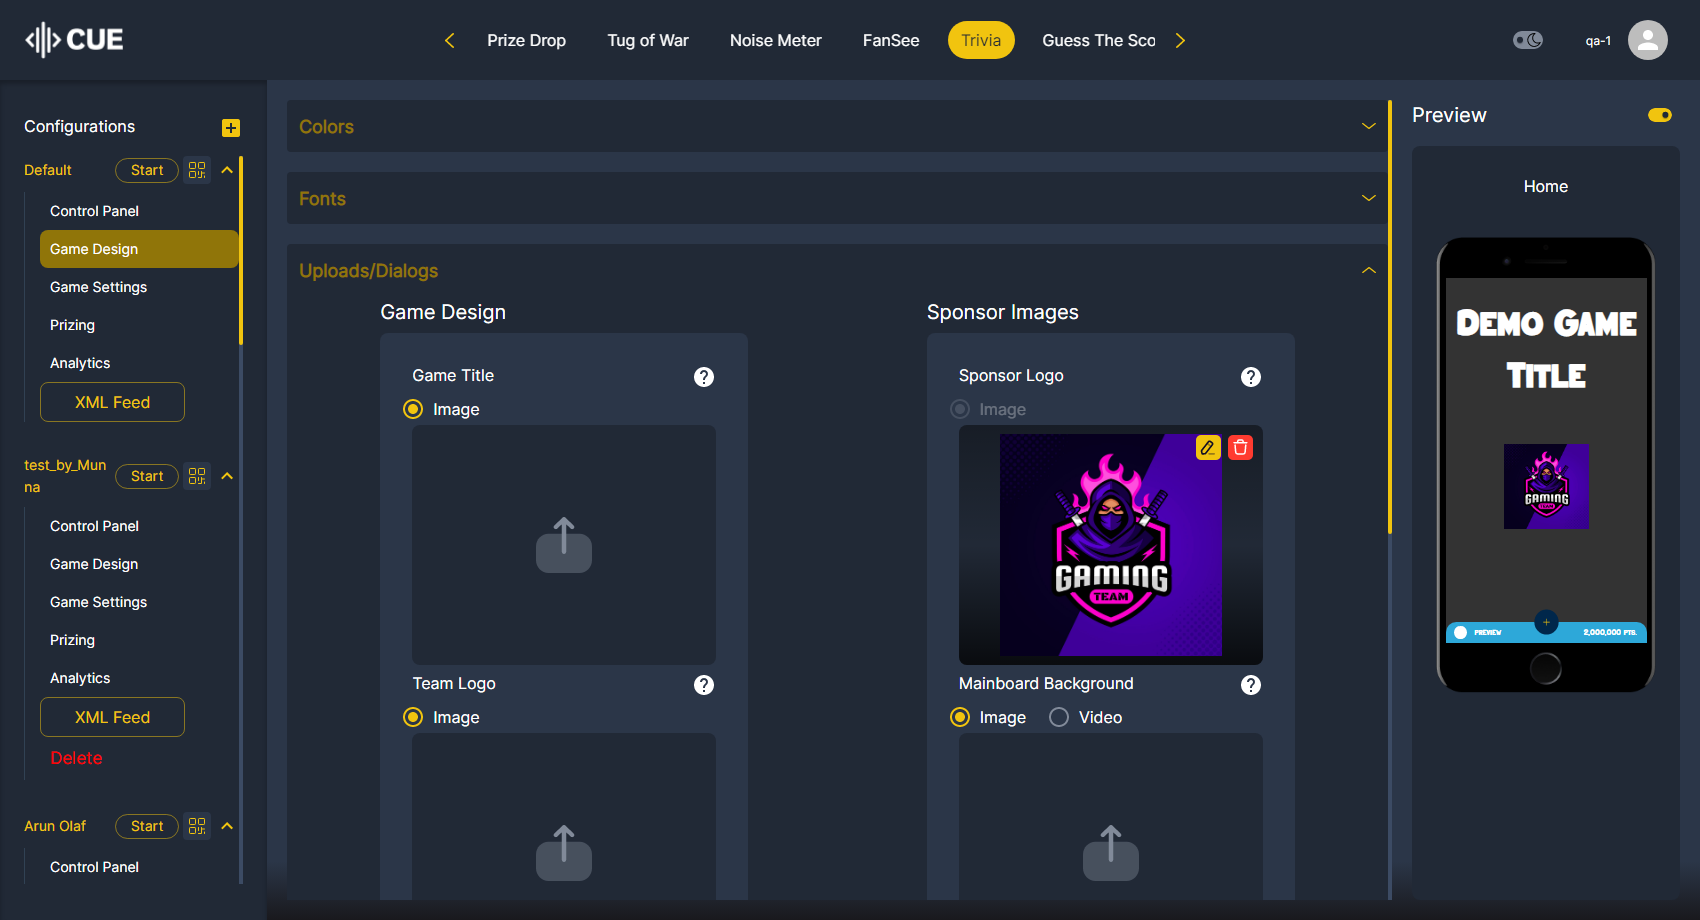 CUE
Prize Drop
Tug of War
Noise Meter
FanSee
Trivia
Guess The Sco
qa-1
Configurations
Default
Start
Control Panel
Game Design
Game Settings
Prizing
Analytics
XML Feed
test_by_Mun
na
Start
Control Panel
Game Design
Game Settings
Prizing
Analytics
XML Feed
Delete
Arun Olaf
Start
Control Panel
Colors
Fonts
Uploads/Dialogs
Game Design
Game Title
?
Image
Team Logo
?
Image
Sponsor Images
Sponsor Logo
?
Image
GAMING
TEAM
Mainboard Background
?
Image
Video
Preview
Home
DEMO GAME
TITLE
GAMING
TEAM
PREVIEW
2,000,000 PTS.